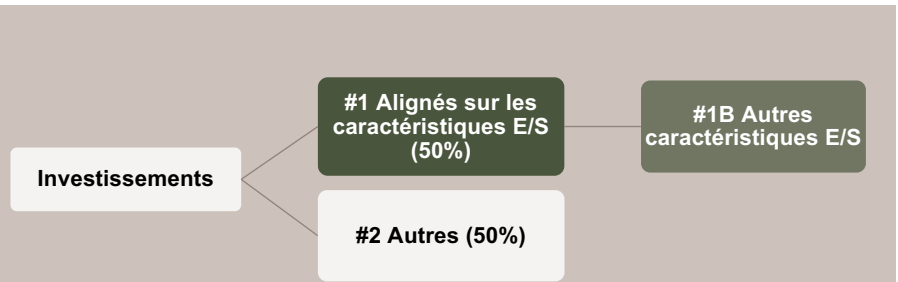 Investissements
#1 Alignés sur les
caractéristiques E/S
(50%)
#2 Autres (50%)
#1B Autres
caractéristiques E/S